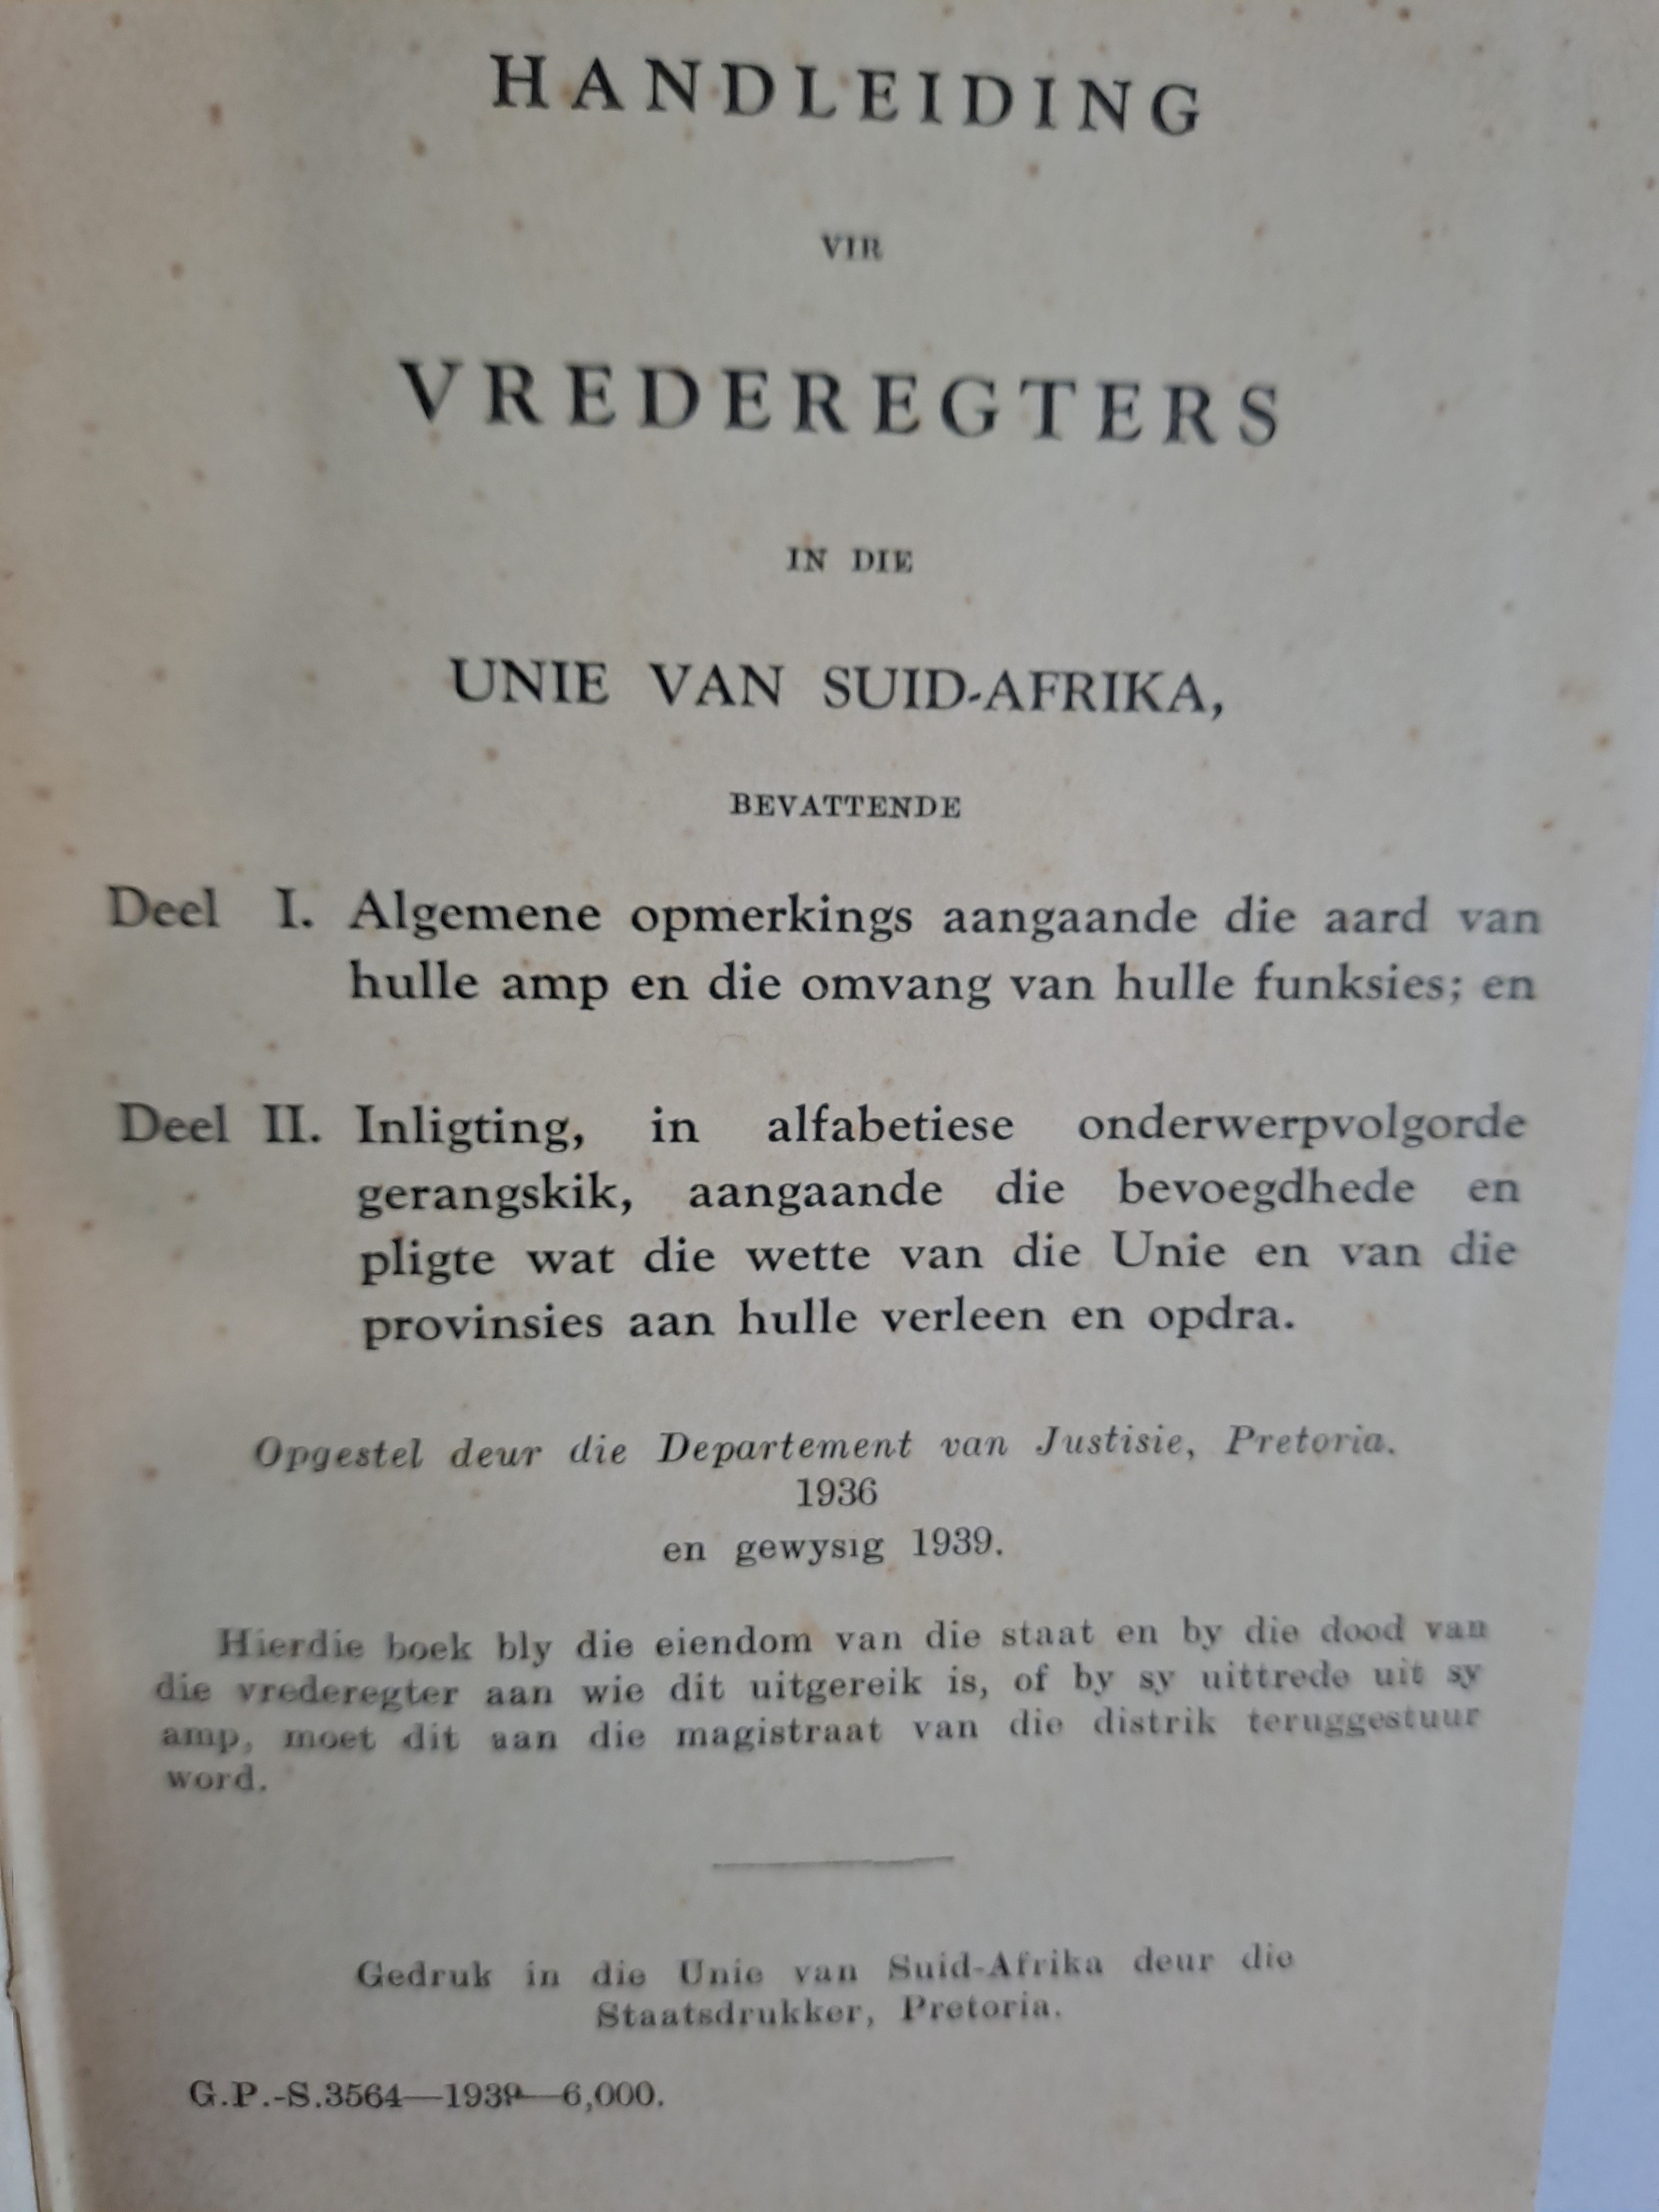 HANDLEIDING
VIR
VREDEREGTERS
IN DIE
UNIE VAN SUID-AFRIKA,
BEVATTENDE
Deel I. Algemene opmerkings aangaande die aard van
hulle amp en die omvang van hulle funksies; en
Deel II. Inligting, in alfabetiese onderwerpvolgorde
gerangskik, aangaande die bevoegdhede en
pligte wat die wette van die Unie en van die
provinsies aan hulle verleen en opdra.
Opgestel deur die Departement van Justisie, Pretoria.
1936
en gewysig 1939.
Hierdie boek bly die eiendom van die staat en by die dood van
die vrederegter aan wie dit uitgereik is, of by sy uittrede uit sy
amp, moet dit aan die magistraat van die distrik teruggestuur
word.
Gedruk in die Unie van Suid-Afrika deur die
Staatsdrukker, Pretoria.
G.P.-S.3564—1939—6,000.